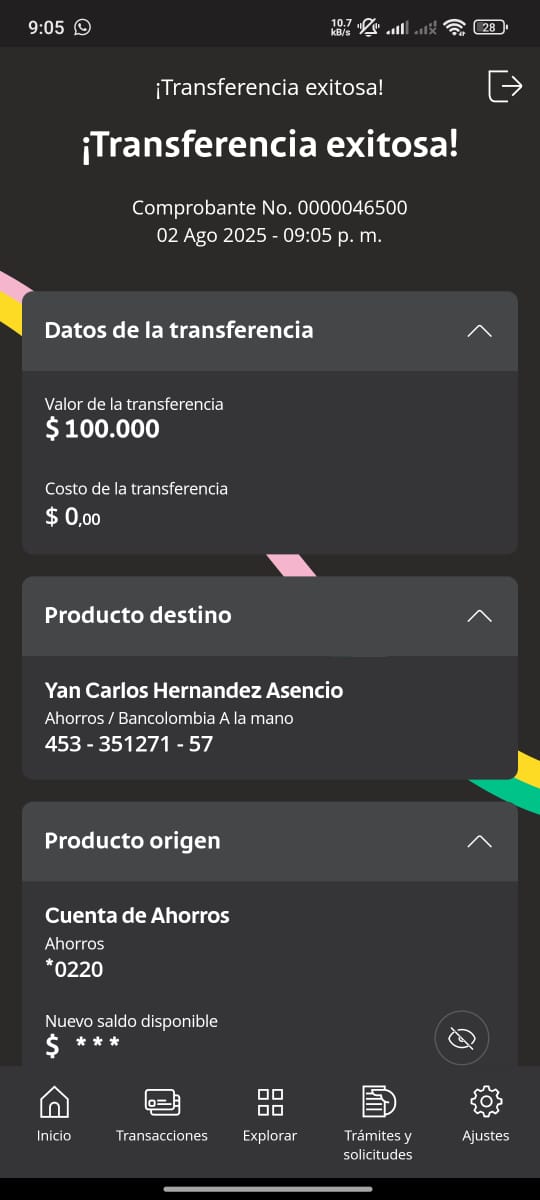 9:05
10.7
kB/s
28
¡Transferencia exitosa!
¡Transferencia exitosa!
Comprobante No. 0000046500
02 Ago 2025 - 09:05 p. m.
Datos de la transferencia
Valor de la transferencia
$ 100.000
Costo de la transferencia
$ 0,00
Producto destino
Yan Carlos Hernandez Asencio
Ahorros / Bancolombia A la mano
453 - 351271 - 57
Producto origen
Cuenta de Ahorros
Ahorros
*0220
Nuevo saldo disponible
$ ***
Inicio
Transacciones
Explorar
Trámites y
solicitudes
Ajustes